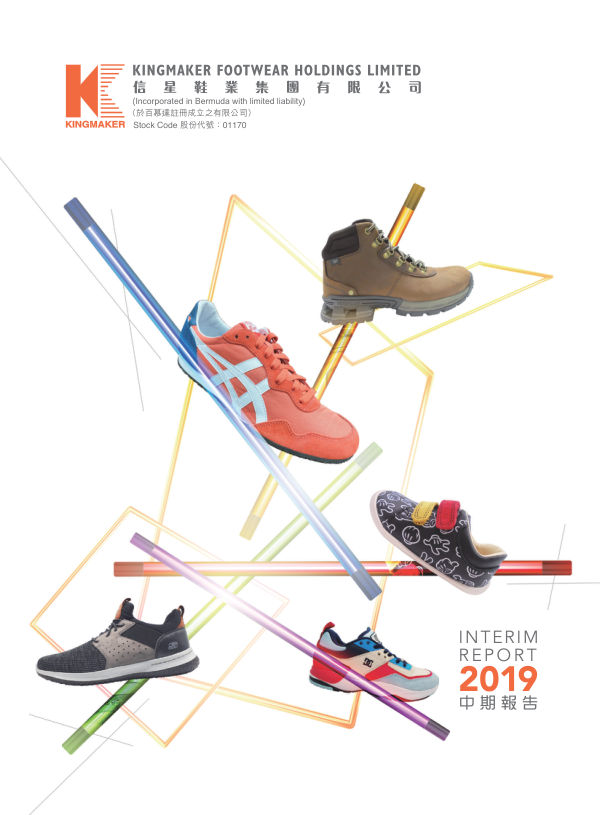 KINGMAKER
KINGMAKER FOOTWEAR HOLDINGS LIMITED
信星鞋業集團有限公司
(Incorporated in Bermuda with limited liability)
(於百慕達註冊成立之有限公司)
Stock Code 股份代號：01170
DC
INTERIM
REPORT
2019
中期報告